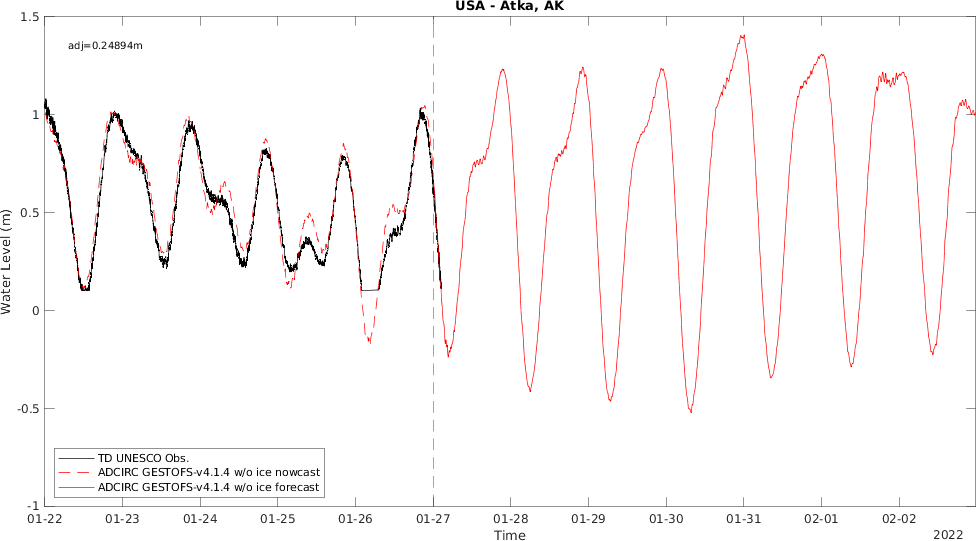 USA - Atka, AK
adj=0.24894m
Water Level (m)
1.5
1
0.5
0
-0.5
-1
TD UNESCO Obs.
ADCIRC GESTOFS-v4.1.4 w/o ice nowcast
ADCIRC GESTOFS-v4.1.4 w/o ice forecast
01-22 01-23 01-24 01-25 01-26 01-27 01-28 01-29 01-30 01-31 02-01 02-02
Time
2022